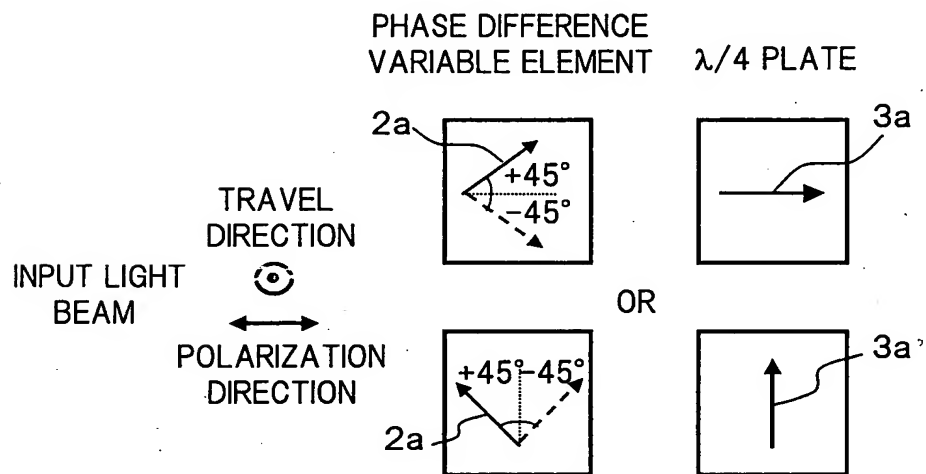 PHASE DIFFERENCE
VARIABLE ELEMENT
λ/4 PLATE
2a
3a
+45°
-45°
TRAVEL
DIRECTION
INPUT LIGHT
BEAM
OR
POLARIZATION
DIRECTION
+45°
-45°
2a
3a